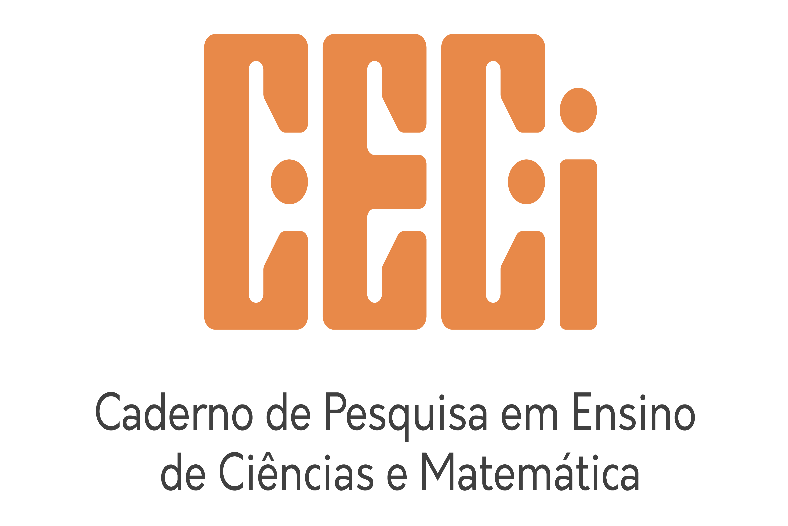 CECi
Caderno de Pesquisa em Ensino
de Ciências e Matemática